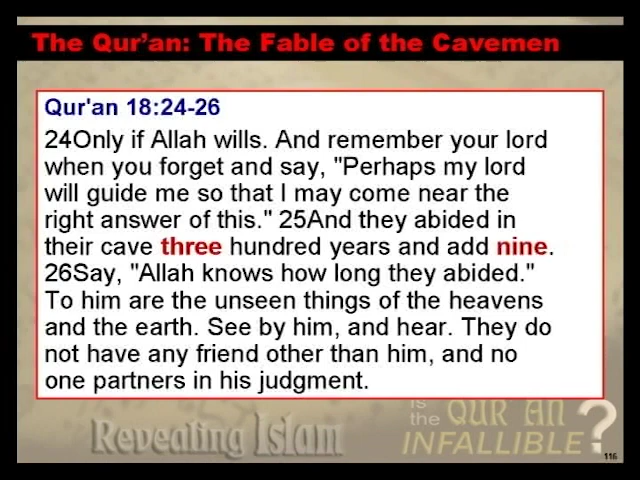 The Qur'an: The Fable of the Cavemen
Qur'an 18:24-26
24Only if Allah wills. And remember your lord
when you forget and say, "Perhaps my lord
will guide me so that I may come near the
right answer of this." 25And they abided in
their cave three hundred years and add nine.
26Say, "Allah knows how long they abided."
To him are the unseen things of the heavens
and the earth. See by him, and hear. They do
not have any friend other than him, and no
one partners in his judgment.
Revealing Islam
is
the QUR AN
INFALLIBLE?
116